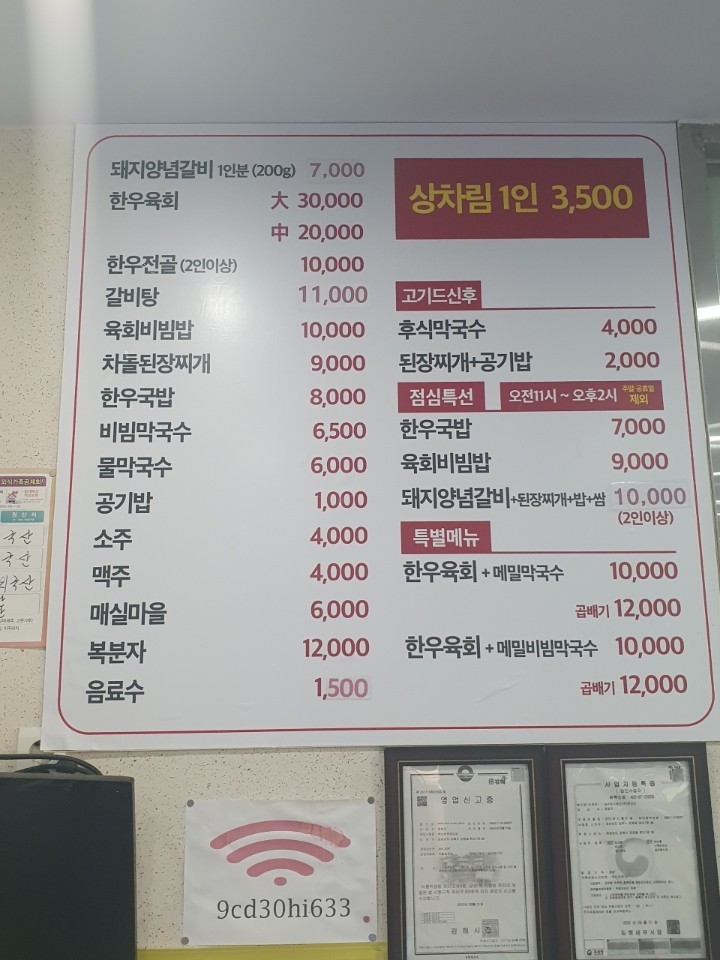 돼지양념갈비 1인분 (200g) 7,000
한우육회 大 30,000
中 20,000
한우전골 (2인이상) 10,000
갈비탕 11,000
육회비빔밥 10,000
차돌된장찌개 9,000
한우국밥 8,000
비빔막국수 6,500
물막국수 6,000
공기밥 1,000
소주 4,000
맥주 4,000
매실마을 6,000
복분자 12,000
음료수 1,500
상차림 1인 3,500
고기드신후
후식막국수 4,000
된장찌개+공기밥 2,000
점심특선 오전11시 ~ 오후2시 주말·공휴일 제외
한우국밥 7,000
육회비빔밥 9,000
돼지양념갈비+된장찌개+밥+쌈 10,000
(2인이상)
특별메뉴
한우육회 + 메밀막국수 10,000
곱배기 12,000
한우육회 + 메밀비빔막국수 10,000
곱배기 12,000
국산
국산
9cd30hi633
영업신고증
사업자등록증